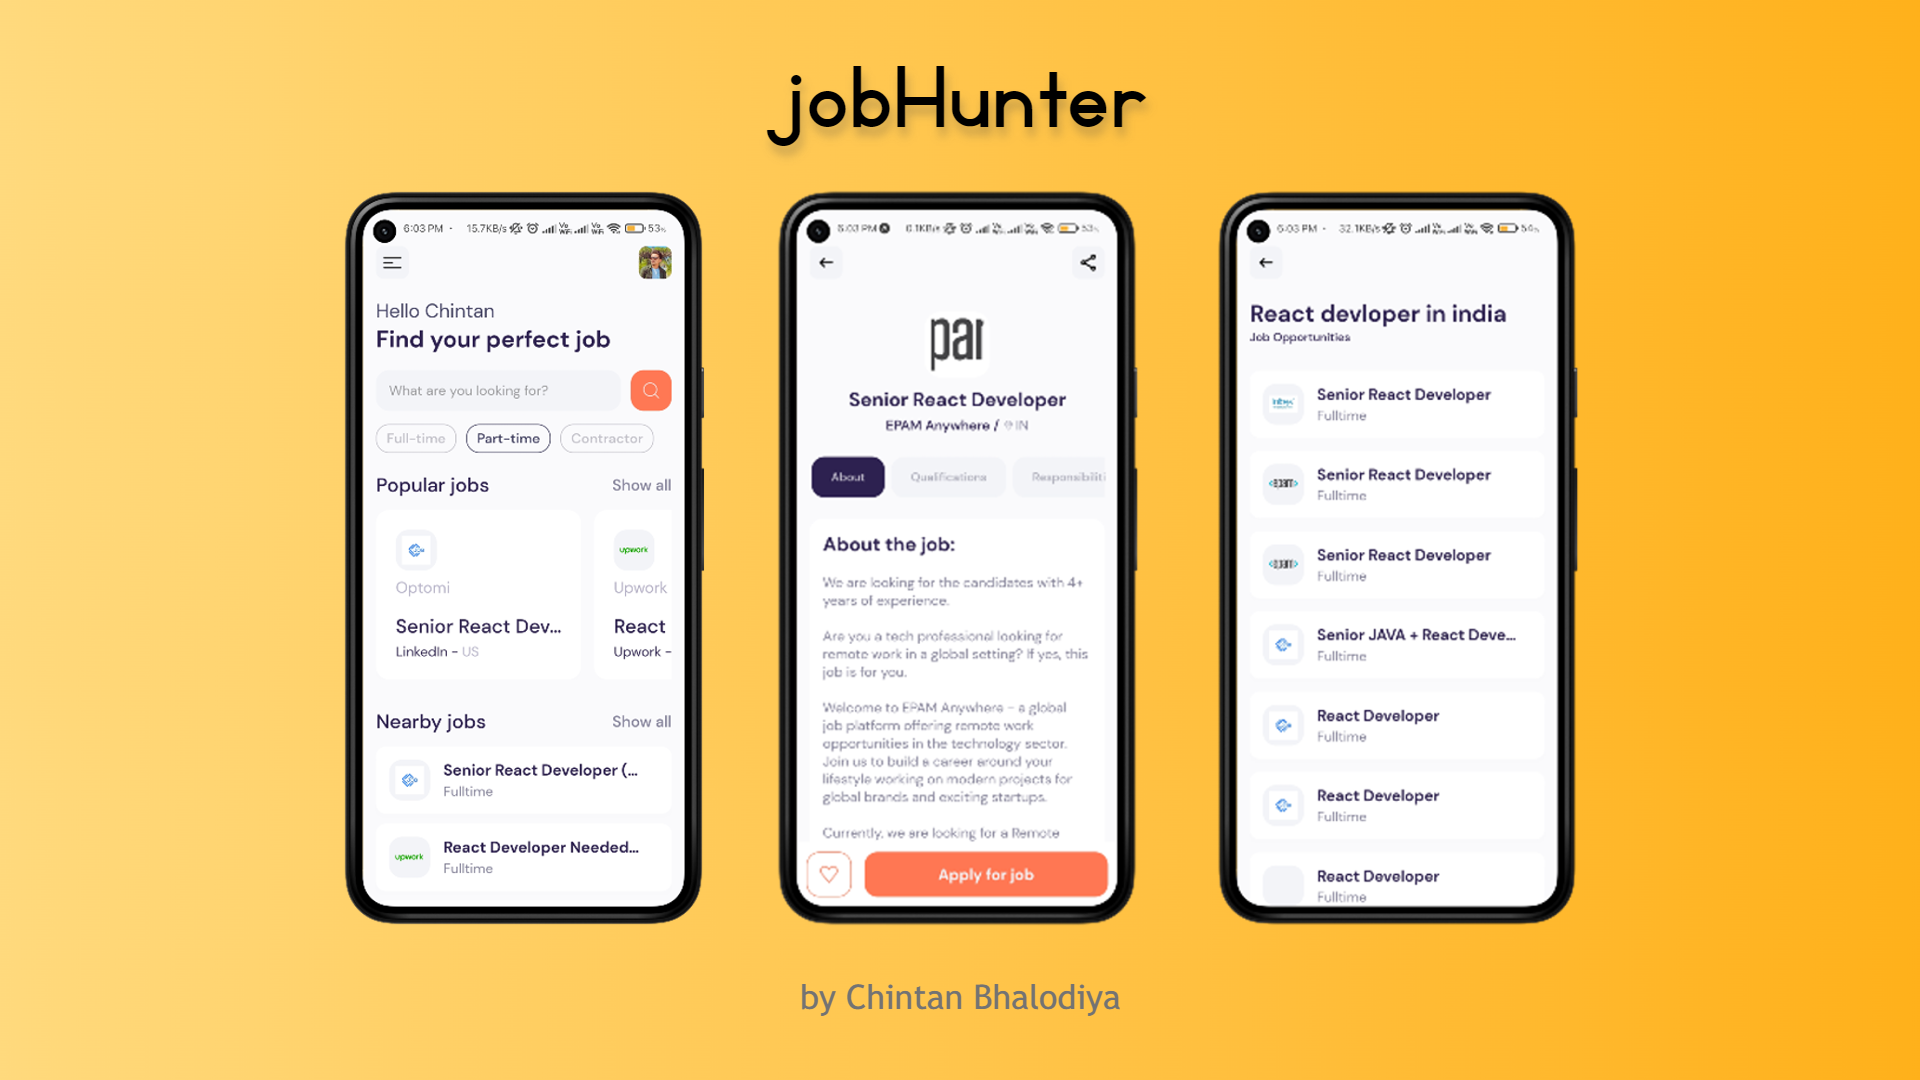 jobHunter
6:03 PM
15.7KB/s
53%
Hello Chintan
Find your perfect job
What are you looking for?
Full-time
Part-time
Contractor
Popular jobs
Show all
Optomi
Senior React Dev...
LinkedIn - US
Upwork
Upwork
React
Upwork -
Nearby jobs
Show all
Senior React Developer (...
Fulltime
Upwork
React Developer Needed...
Fulltime
6:03 PM
0.1KB/s
53%
Senior React Developer
EPAM Anywhere / IN
About
Qualifications
Responsibiliti
About the job:
We are looking for the candidates with 4+
years of experience.
Are you a tech professional looking for
remote work in a global setting? If yes, this
job is for you.
Welcome to EPAM Anywhere – a global
job platform offering remote work
opportunities in the technology sector.
Join us to build a career around your
lifestyle working on modern projects for
global brands and exciting startups.
Currently, we are looking for a Remote
Apply for job
6:03 PM
32.1KB/s
54%
React devloper in india
Job Opportunities
Senior React Developer
Fulltime
<epam>
Senior React Developer
Fulltime
<epam>
Senior React Developer
Fulltime
Senior JAVA + React Deve...
Fulltime
React Developer
Fulltime
React Developer
Fulltime
React Developer
Fulltime
by Chintan Bhalodiya